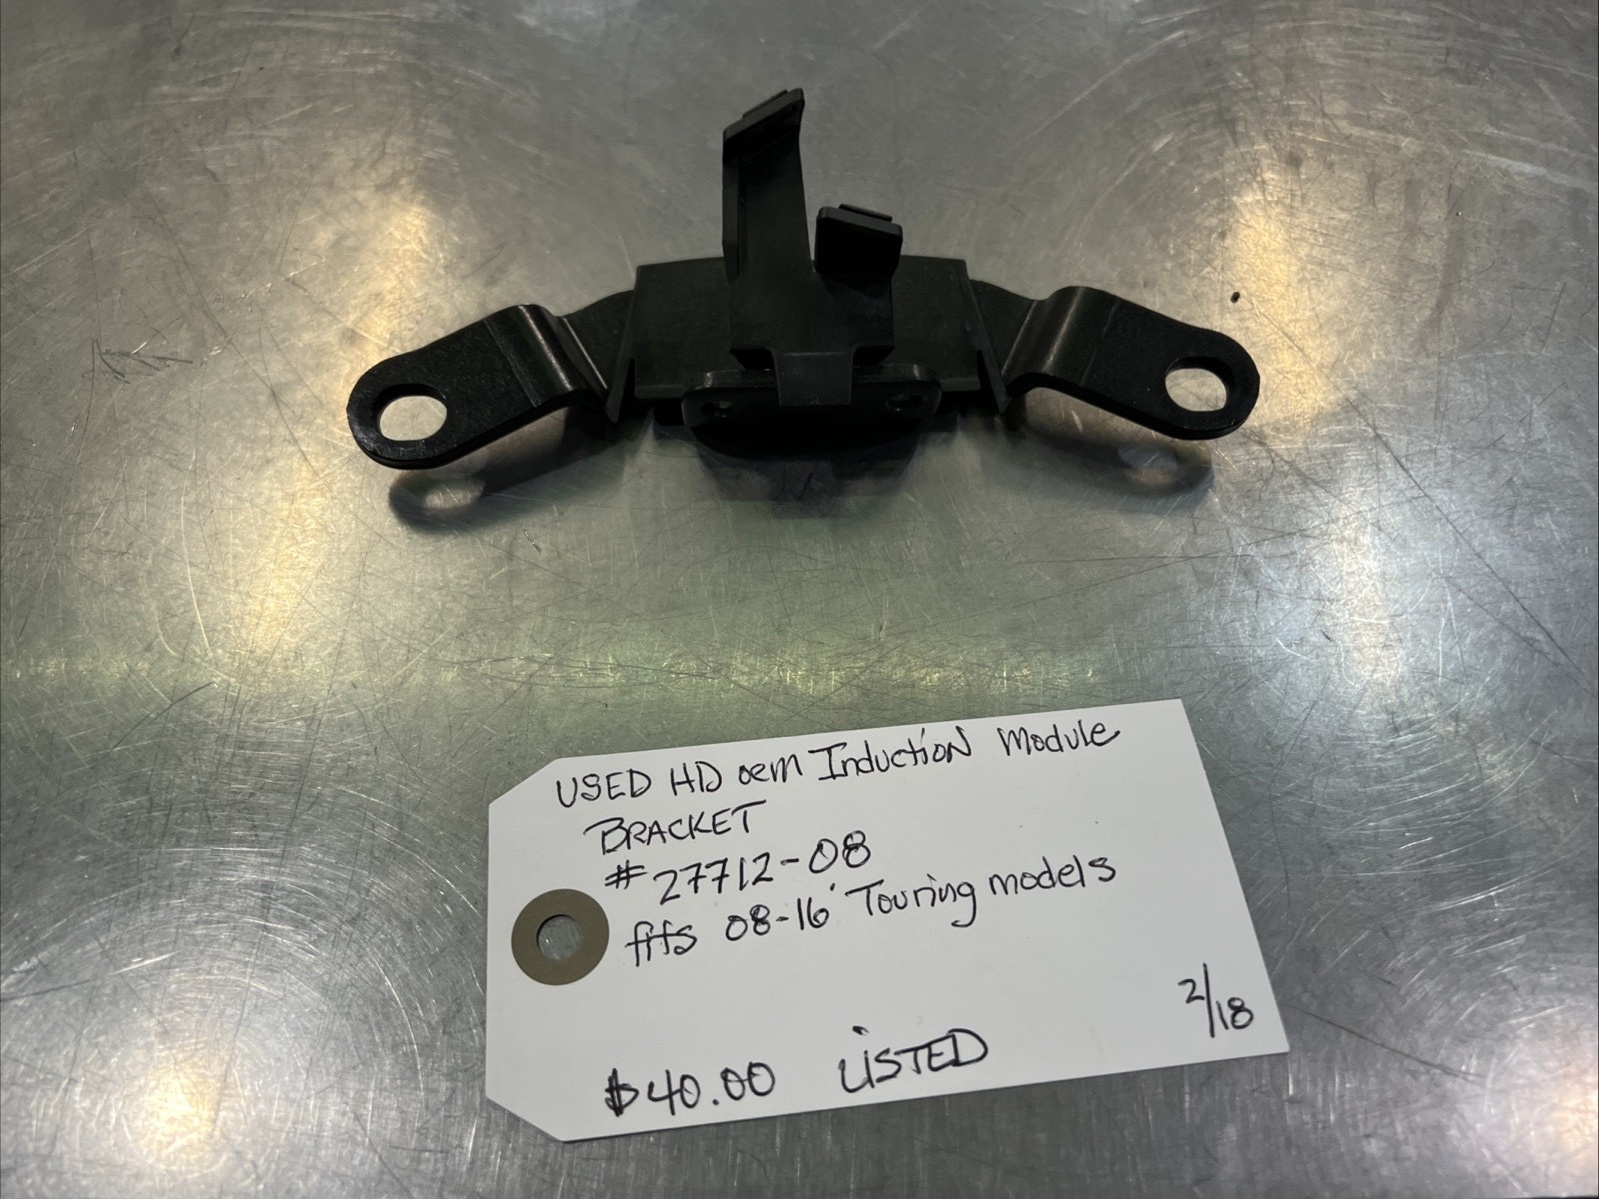 USED HD oem Induction Module
BRACKET
#27712-08
fits 08-16' Touring models
2/18
$40.00 LISTED